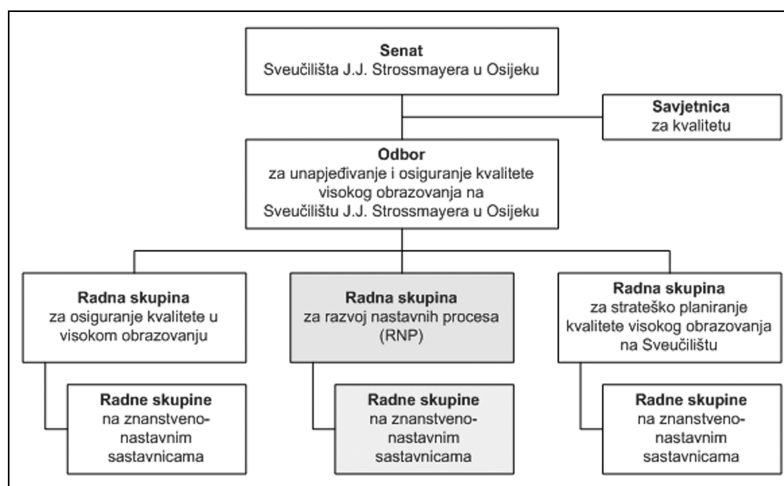 Senat
Sveučilišta J.J. Strossmayera u Osijeku
Savjetnica
za kvalitetu
Odbor
za unapjeđivanje i osiguranje kvalitete
visokog obrazovanja na
Sveučilištu J.J. Strossmayera u Osijeku
Radna skupina
za osiguranje kvalitete u
visokom obrazovanju
Radna skupina
za razvoj nastavnih procesa
(RNP)
Radna skupina
za strateško planiranje
kvalitete visokog obrazovanja
na Sveučilištu
Radne skupine
na znanstveno-
nastavnim
sastavnicama
Radne skupine
na znanstveno-
nastavnim
sastavnicama
Radne skupine
na znanstveno-
nastavnim
sastavnicama